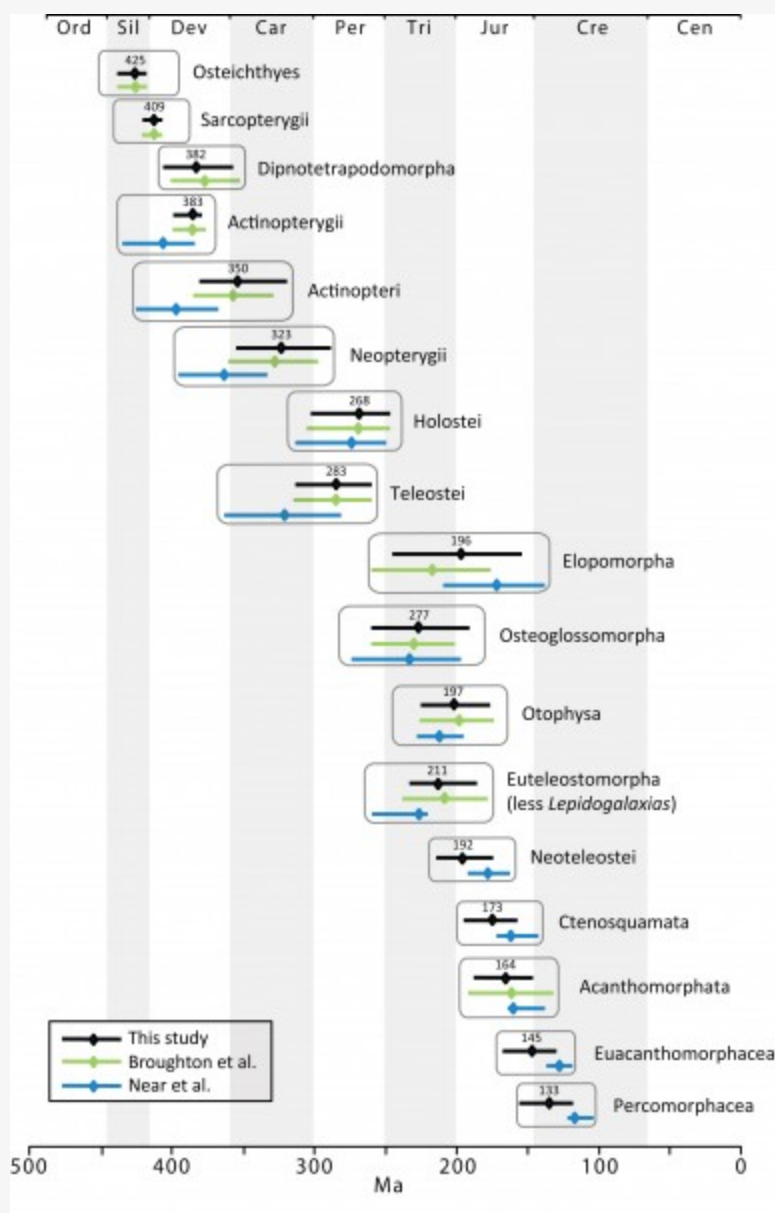 Ord Sil Dev Car Per Tri Jur Cre Cen
425
Osteichthyes
409
Sarcopterygii
382
Dipnotetrapodomorpha
383
Actinopterygii
350
Actinopteri
323
Neopterygii
268
Holostei
283
Teleostei
196
Elopomorpha
277
Osteoglossomorpha
197
Otophysa
211
Euteleostomorpha
(less Lepidogalaxias)
192
Neoteleostei
173
Ctenosquamata
164
Acanthomorphata
145
Euacanthomorphacea
133
Percomorphacea
This study
Broughton et al.
Near et al.
500 400 300 200 100 0
Ma